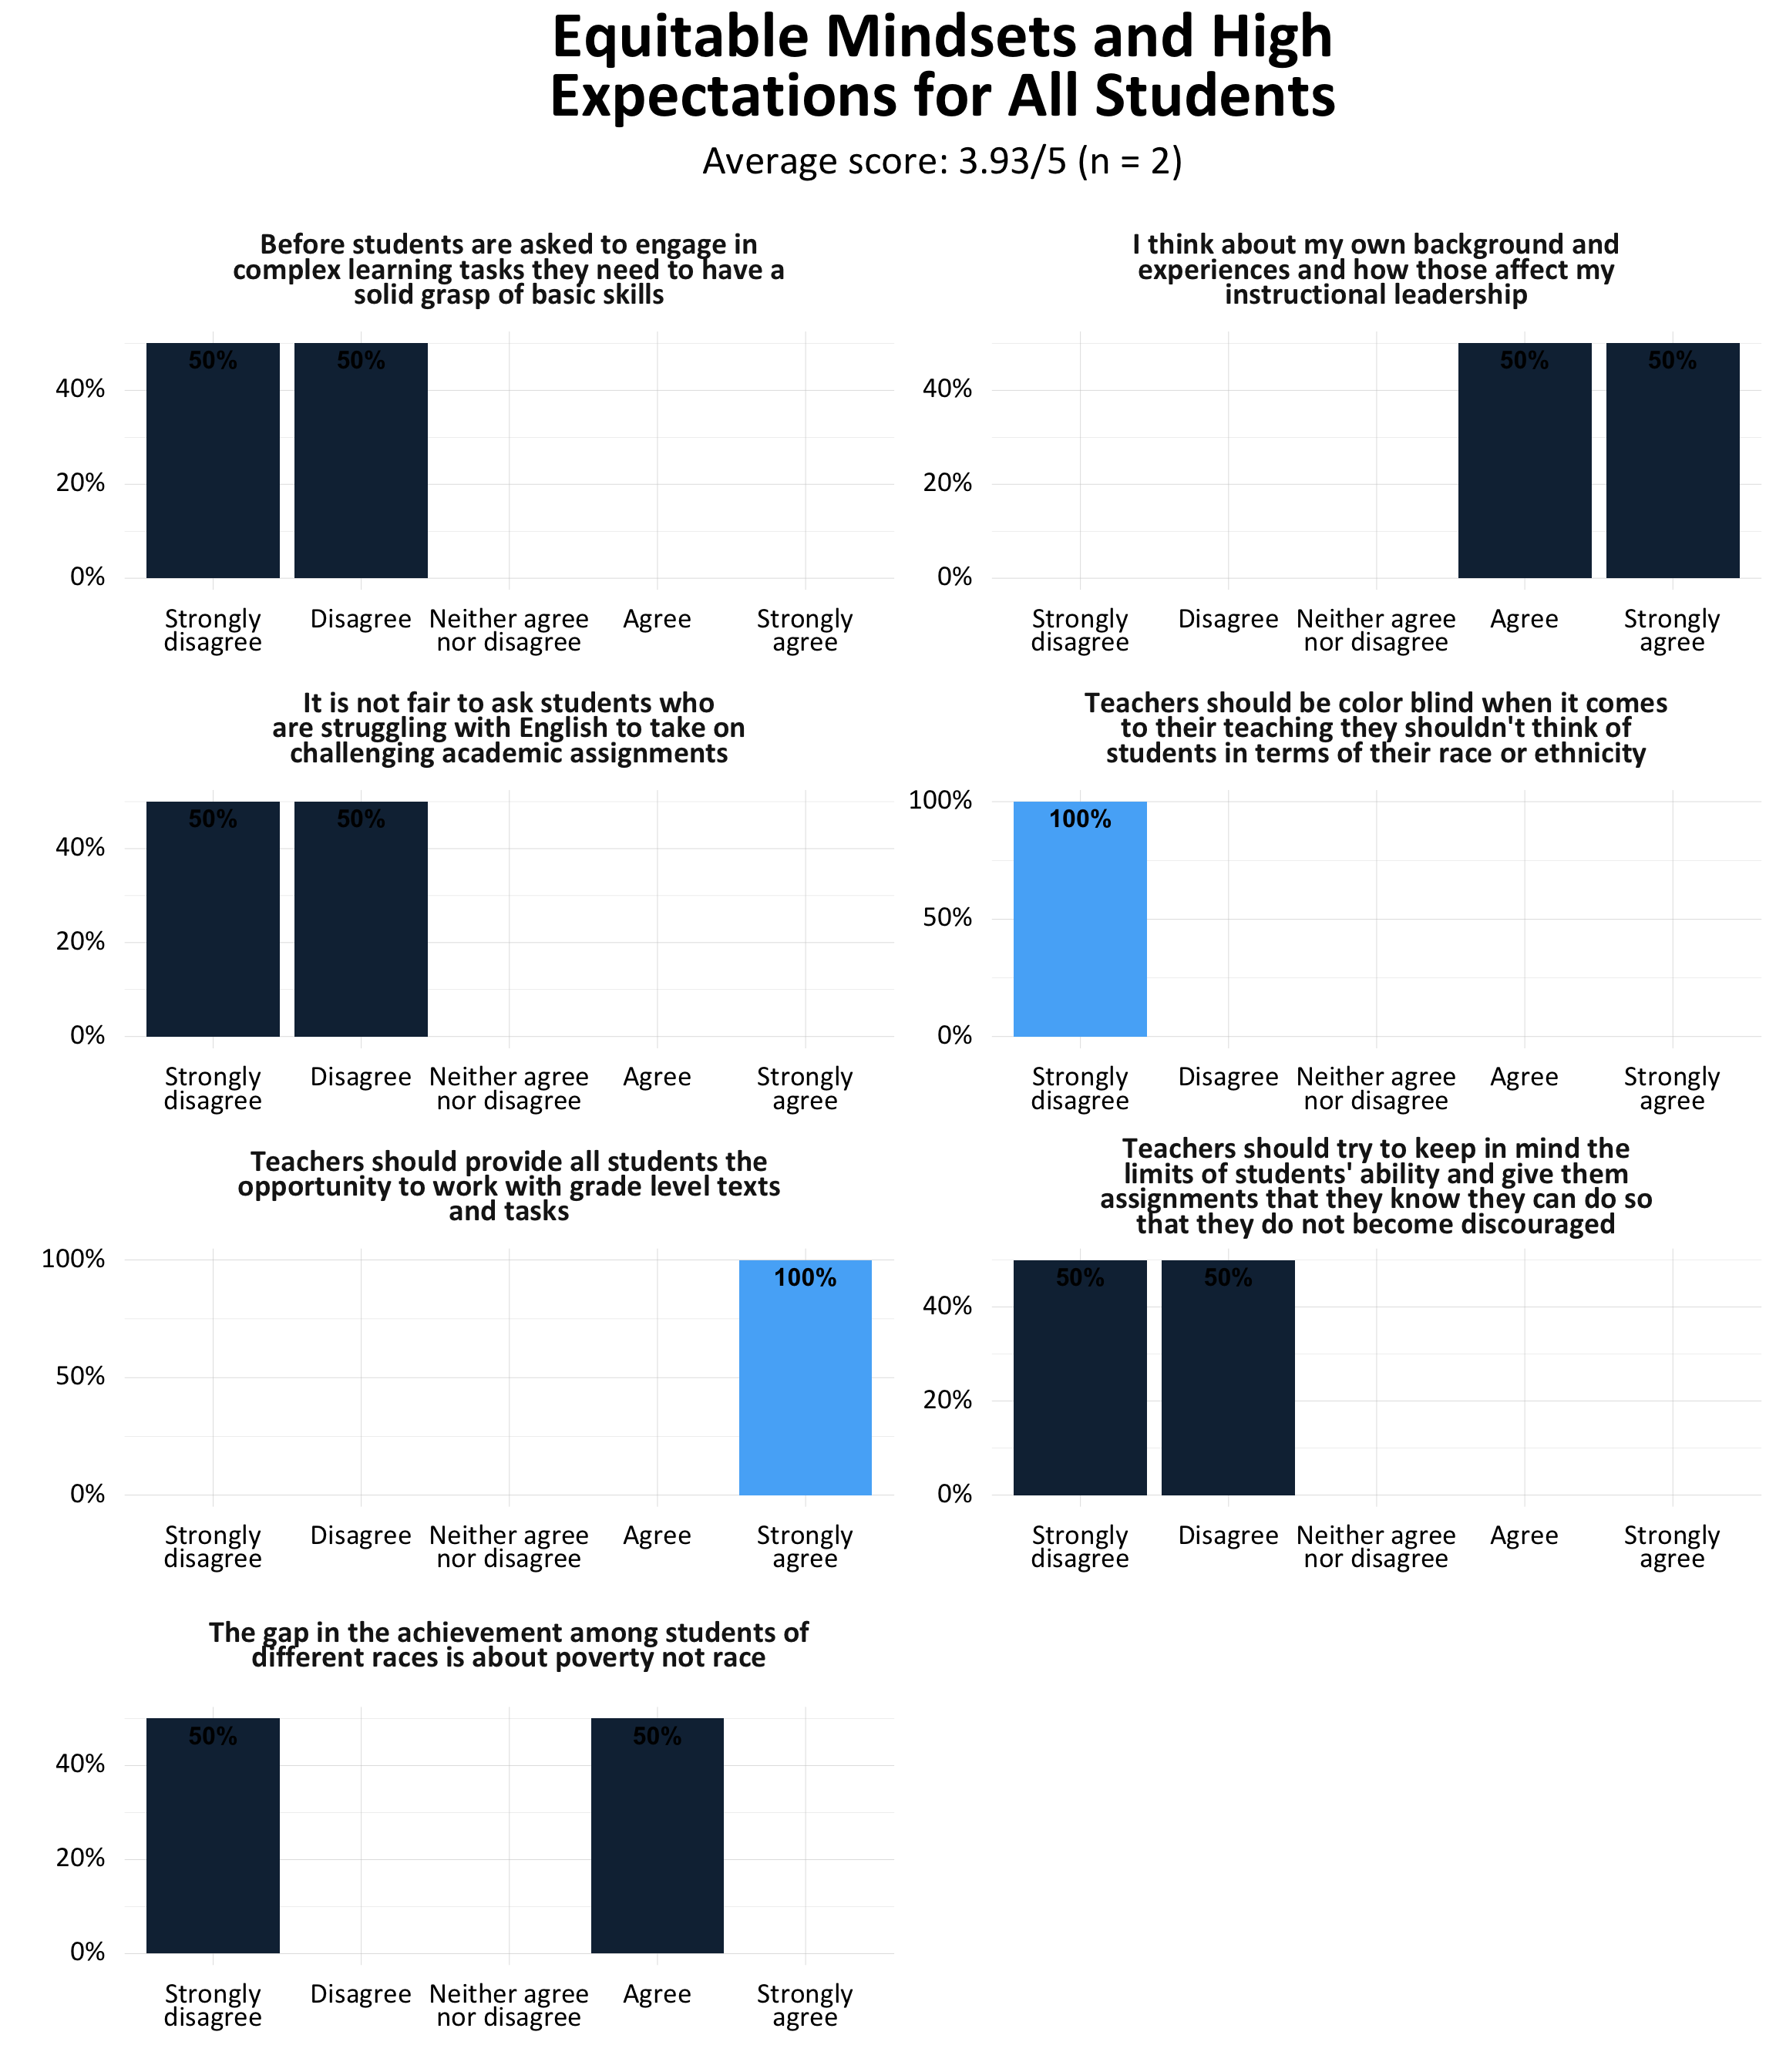 Equitable Mindsets and High
Expectations for All Students
Average score: 3.93/5 (n = 2)
Before students are asked to engage in
complex learning tasks they need to have a
solid grasp of basic skills
50%
50%
40%
20%
0%
Strongly
disagree
Disagree
Neither agree
nor disagree
Agree
Strongly
agree
I think about my own background and
experiences and how those affect my
instructional leadership
50%
50%
40%
20%
0%
Strongly
disagree
Disagree
Neither agree
nor disagree
Agree
Strongly
agree
It is not fair to ask students who
are struggling with English to take on
challenging academic assignments
50%
50%
40%
20%
0%
Strongly
disagree
Disagree
Neither agree
nor disagree
Agree
Strongly
agree
Teachers should be color blind when it comes
to their teaching they shouldn't think of
students in terms of their race or ethnicity
100%
100%
50%
0%
Strongly
disagree
Disagree
Neither agree
nor disagree
Agree
Strongly
agree
Teachers should provide all students the
opportunity to work with grade level texts
and tasks
100%
100%
50%
0%
Strongly
disagree
Disagree
Neither agree
nor disagree
Agree
Strongly
agree
Teachers should try to keep in mind the
limits of students' ability and give them
assignments that they know they can do so
that they do not become discouraged
50%
50%
40%
20%
0%
Strongly
disagree
Disagree
Neither agree
nor disagree
Agree
Strongly
agree
The gap in the achievement among students of
different races is about poverty not race
50%
50%
40%
20%
0%
Strongly
disagree
Disagree
Neither agree
nor disagree
Agree
Strongly
agree